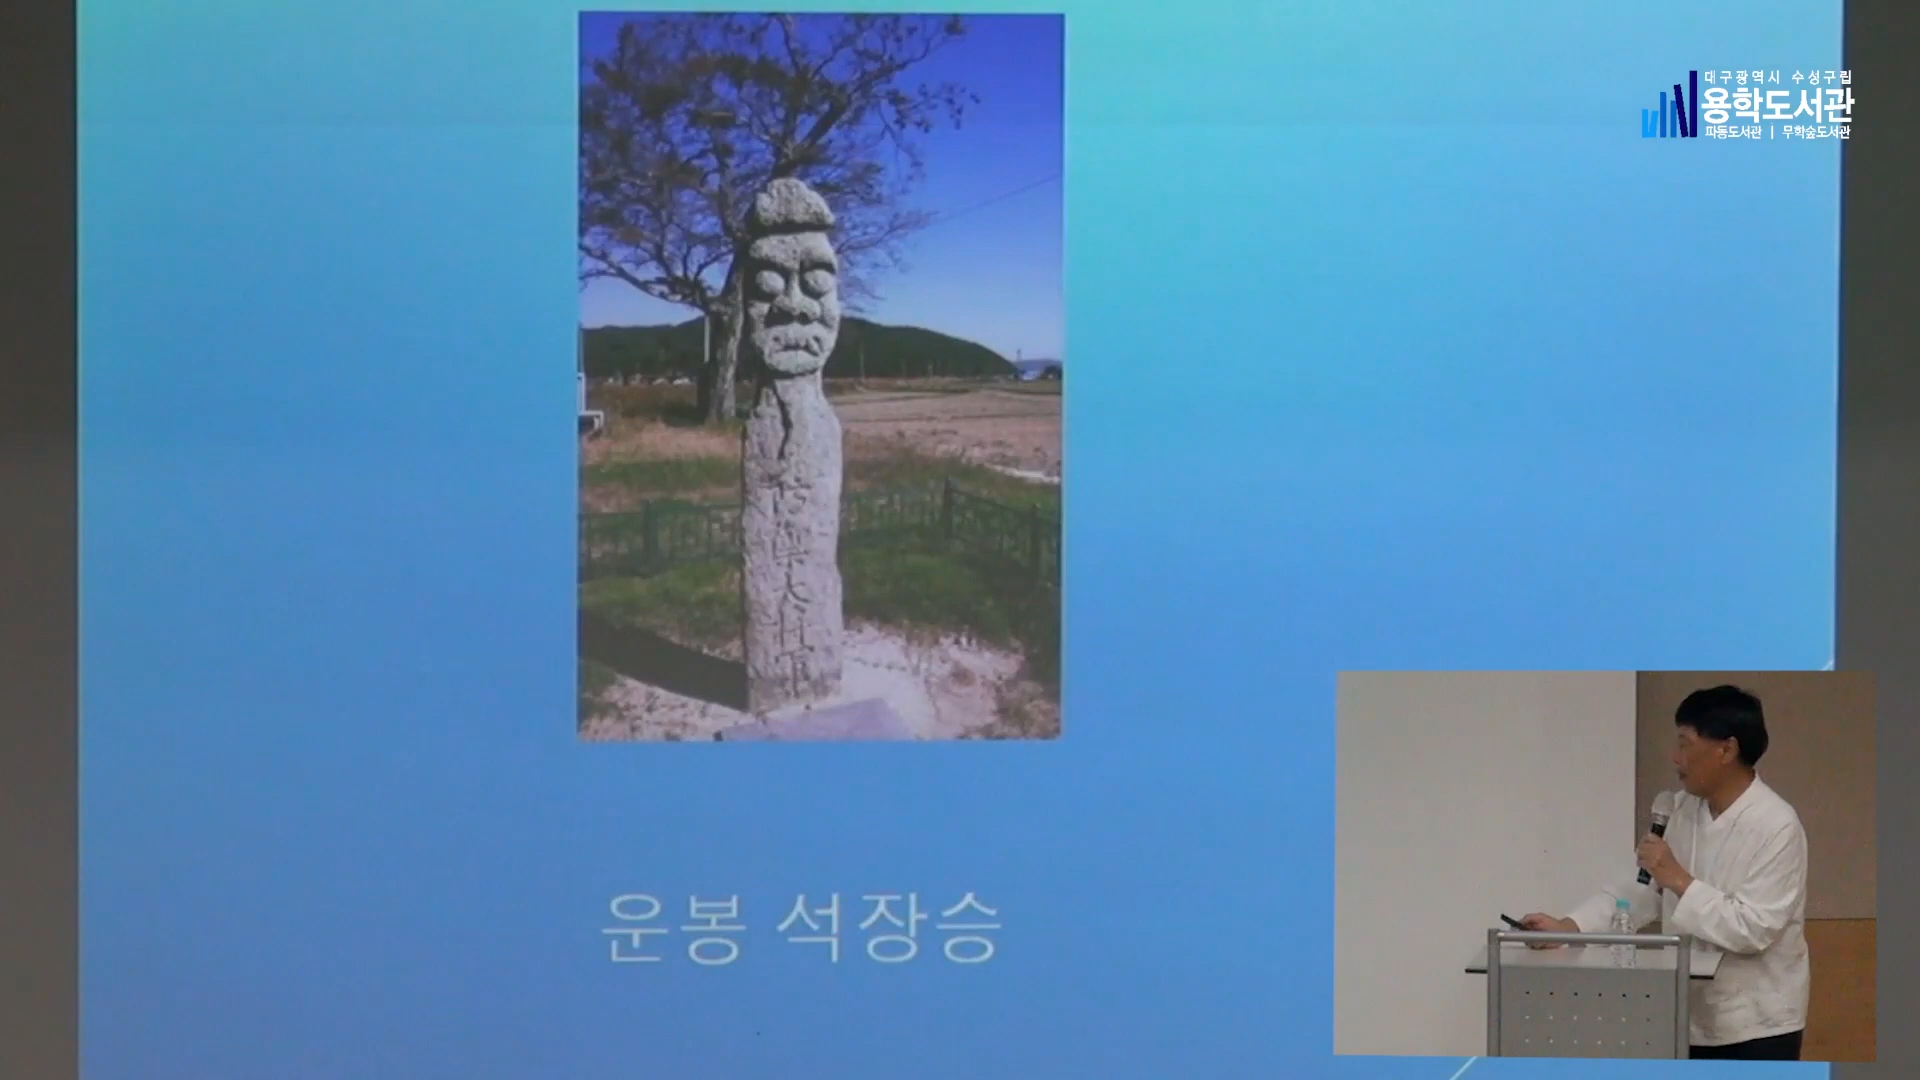 대구광역시 수성구립
용학도서관
파동도서관 | 무학숲도서관
大
운봉 석장승